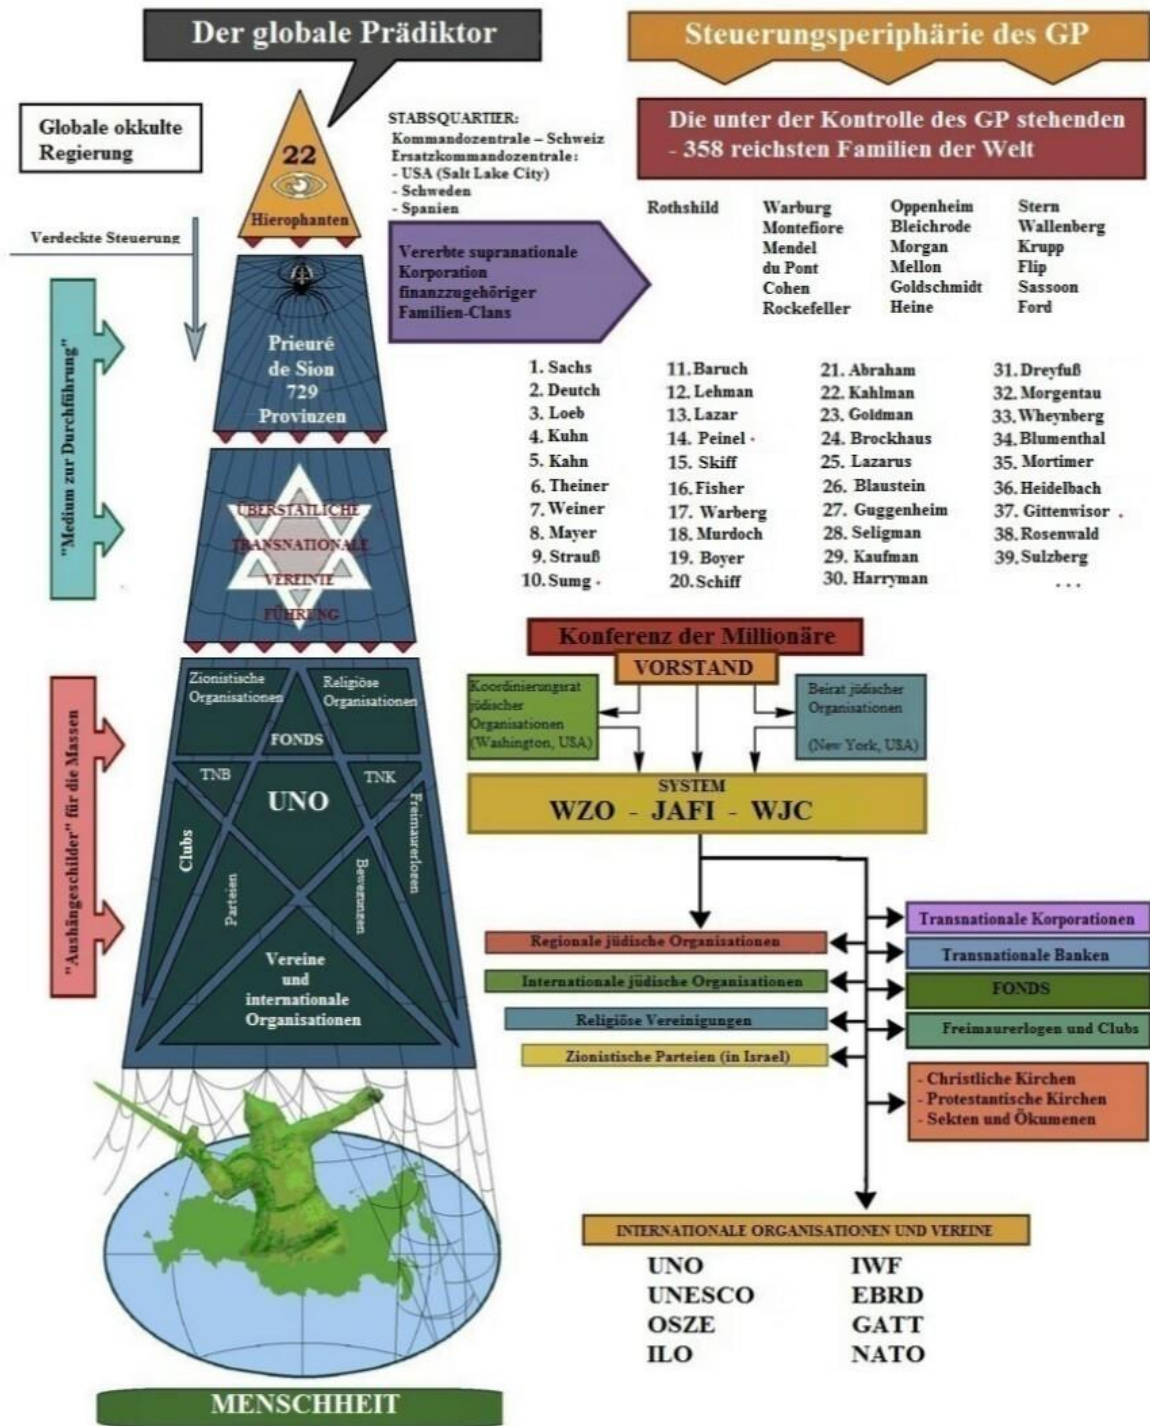 Der globale Prädiktor
Steuerungsperiphärie des GP
Globale okkulte
Regierung
22
Hierophanten
STABSQUARTIER:
Kommandozentrale – Schweiz
Ersatzkommandozentrale:
- USA (Salt Lake City)
- Schweden
- Spanien
Die unter der Kontrolle des GP stehenden
- 358 reichsten Familien der Welt
Verdeckte Steuerung
Vererbte supranationale
Korporation
finanzzugehöriger
Familien-Clans
Rothshild
Warburg
Montefiore
Mendel
du Pont
Cohen
Rockefeller
Oppenheim
Bleichrode
Morgan
Mellon
Goldschmidt
Heine
Stern
Wallenberg
Krupp
Flip
Sassoon
Ford
"Medium zur Durchführung"
Prieuré
de Sion
729
Provinzen
1. Sachs
2. Deutch
3. Loeb
4. Kuhn
5. Kahn
6. Theiner
7. Weiner
8. Mayer
9. Strauß
10. Sumg
11. Baruch
12. Lehman
13. Lazar
14. Peinel
15. Skiff
16. Fisher
17. Warberg
18. Murdoch
19. Boyer
20. Schiff
21. Abraham
22. Kahlman
23. Goldman
24. Brockhaus
25. Lazarus
26. Blaustein
27. Guggenheim
28. Seligman
29. Kaufman
30. Harryman
31. Dreyfuß
32. Morgentau
33. Wheynberg
34. Blumenthal
35. Mortimer
36. Heidelbach
37. Gittenwisor
38. Rosenwald
39. Sulzberg
...
ÜBERSTATLICHE
TRANSNATIONALE
VEREINTE
FÜHRUNG
"Aushängeschilder" für die Massen
Zionistische
Organisationen
Religiöse
Organisationen
FONDS
TNB
TNK
UNO
Clubs
Parteien
Bewegungen
Freimaurerlogen
Vereine
und
internationale
Organisationen
Konferenz der Millionäre
VORSTAND
Koordinierungsrat
jüdischer
Organisationen
(Washington, USA)
Beirat jüdischer
Organisationen
(New York, USA)
SYSTEM
WZO - JAFI - WJC
Regionale jüdische Organisationen
Internationale jüdische Organisationen
Religiöse Vereinigungen
Zionistische Parteien (in Israel)
Transnationale Korporationen
Transnationale Banken
FONDS
Freimaurerlogen und Clubs
- Christliche Kirchen
- Protestantische Kirchen
- Sekten und Ökumenen
INTERNATIONALE ORGANISATIONEN UND VEREINE
UNO
UNESCO
OSZE
ILO
IWF
EBRD
GATT
NATO
MENSCHHEIT